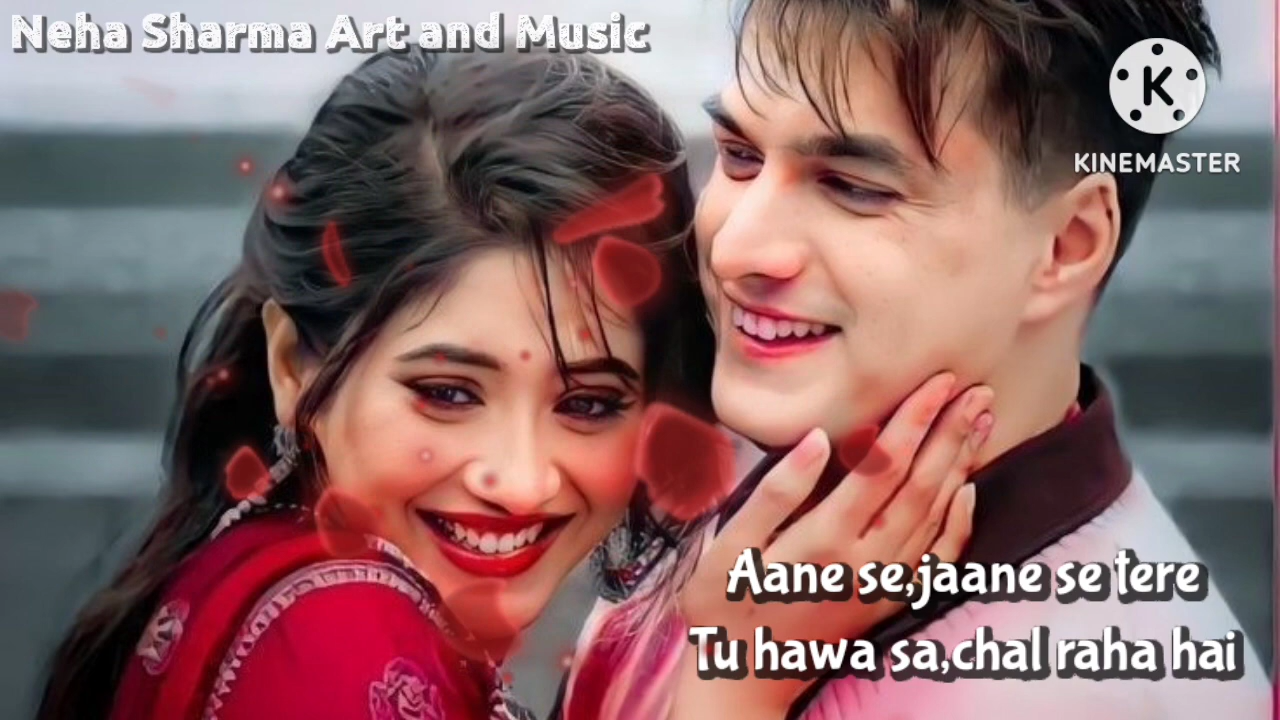 Neha Sharma Art and Music
K
KINEMASTER
Aane se,jaane se tere
Tu hawa sa,chal raha hai